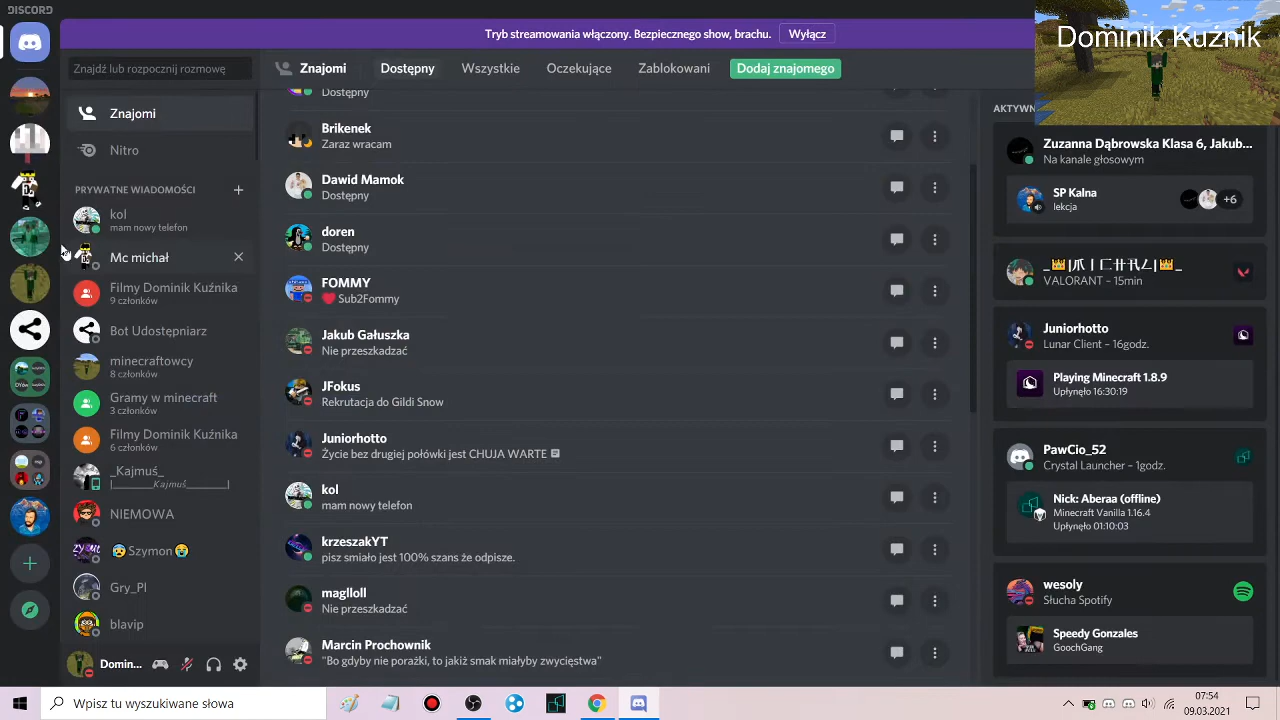 DISCORD
Tryb streamowania włączony. Bezpiecznego show, brachu.
Wyłącz
Dominik Kuźnik
Znajdź lub rozpocznij rozmowę
Znajomi
Dostępny
Wszystkie
Oczekujące
Zablokowani
Dodaj znajomego
Znajomi
Nitro
PRYWATNE WIADOMOŚCI
kol
mam nowy telefon
Mc michał
Filmy Dominik Kuźnika
9 członków
Bot Udostępniarz
minecraftowcy
8 członków
Gramy w minecraft
3 członków
Filmy Dominik Kuźnika
6 członków
_Kajmuś_
|_______Kajmuś_______|
NIEMOWA
😰Szymon😭
Gry_Pl
blavip
Domin...
Dostępny
Brikenek
Zaraz wracam
Dawid Mamok
Dostępny
doren
Dostępny
FOMMY
❤️ Sub2Fommy
Jakub Gałuszka
Nie przeszkadzać
JFokus
Rekrutacja do Gildi Snow
Juniorhotto
Życie bez drugiej połówki jest CHUJA WARTE
kol
mam nowy telefon
krzeszakYT
pisz smiało jest 100% szans że odpisze.
maglloll
Nie przeszkadzać
Marcin Prochownik
"Bo gdyby nie porażki, to jakiż smak miałyby zwycięstwa"
AKTYWN
Zuzanna Dąbrowska Klasa 6, Jakub...
Na kanale głosowym
SP Kalna
lekcja
+6
VALORANT – 15min
Juniorhotto
Lunar Client – 16godz.
Playing Minecraft 1.8.9
Upłynęło 16:30:19
PawCio_52
Crystal Launcher – 1godz.
Nick: Aberaa (offline)
Minecraft Vanilla 1.16.4
Upłynęło 01:10:03
wesoly
Słucha Spotify
Speedy Gonzales
GoochGang
Wpisz tu wyszukiwane słowa
07:54
09.03.2021